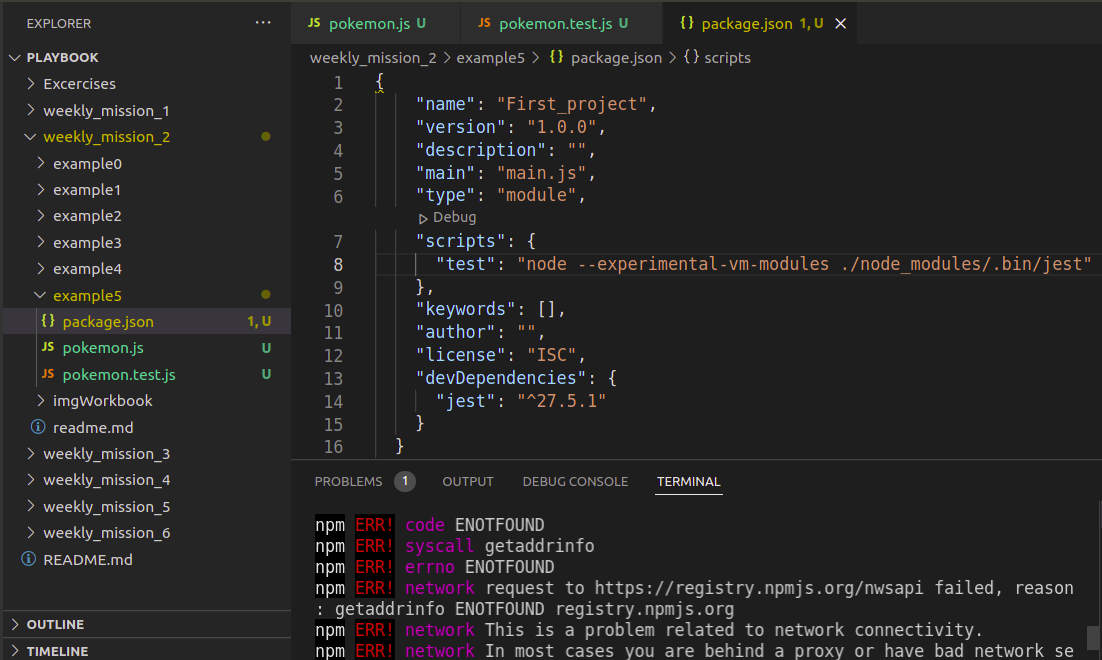 EXPLORER ···
PLAYBOOK
Excercises
weekly_mission_1
weekly_mission_2
example0
example1
example2
example3
example4
example5
{} package.json 1, U
JS pokemon.js U
JS pokemon.test.js U
imgWorkbook
readme.md
weekly_mission_3
weekly_mission_4
weekly_mission_5
weekly_mission_6
README.md
OUTLINE
TIMELINE
JS pokemon.js U JS pokemon.test.js U {} package.json 1, U
weekly_mission_2 > example5 > {} package.json > {} scripts
1 {
2 "name": "First_project",
3 "version": "1.0.0",
4 "description": "",
5 "main": "main.js",
6 "type": "module",
Debug
7 "scripts": {
8 "test": "node --experimental-vm-modules ./node_modules/.bin/jest"
9 },
10 "keywords": [],
11 "author": "",
12 "license": "ISC",
13 "devDependencies": {
14 "jest": "^27.5.1"
15 }
16 }
PROBLEMS 1 OUTPUT DEBUG CONSOLE TERMINAL
npm ERR! code ENOTFOUND
npm ERR! syscall getaddrinfo
npm ERR! errno ENOTFOUND
npm ERR! network request to https://registry.npmjs.org/nwsapi failed, reason
: getaddrinfo ENOTFOUND registry.npmjs.org
npm ERR! network This is a problem related to network connectivity.
npm ERR! network In most cases you are behind a proxy or have bad network se